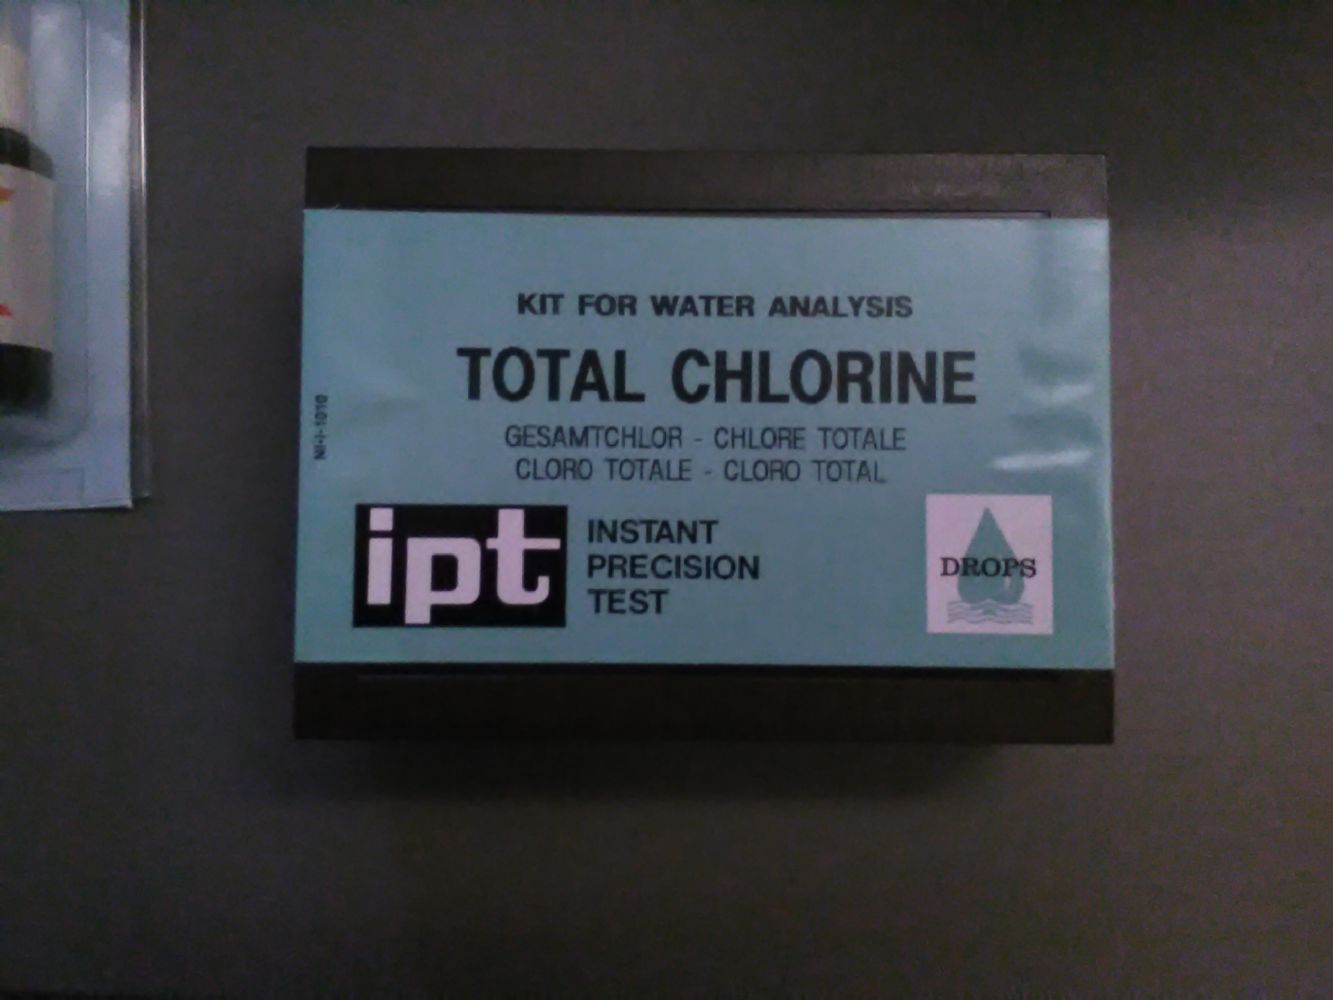 KIT FOR WATER ANALYSIS
TOTAL CHLORINE
GESAMTCHLOR - CHLORE TOTALE
CLORO TOTALE - CLORO TOTAL
ipt
INSTANT
PRECISION
TEST
DROPS